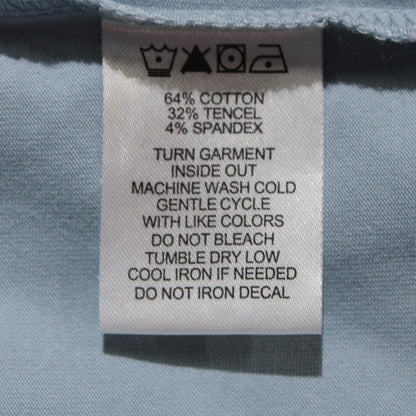 64% COTTON
32% TENCEL
4% SPANDEX
TURN GARMENT
INSIDE OUT
MACHINE WASH COLD
GENTLE CYCLE
WITH LIKE COLORS
DO NOT BLEACH
TUMBLE DRY LOW
COOL IRON IF NEEDED
DO NOT IRON DECAL